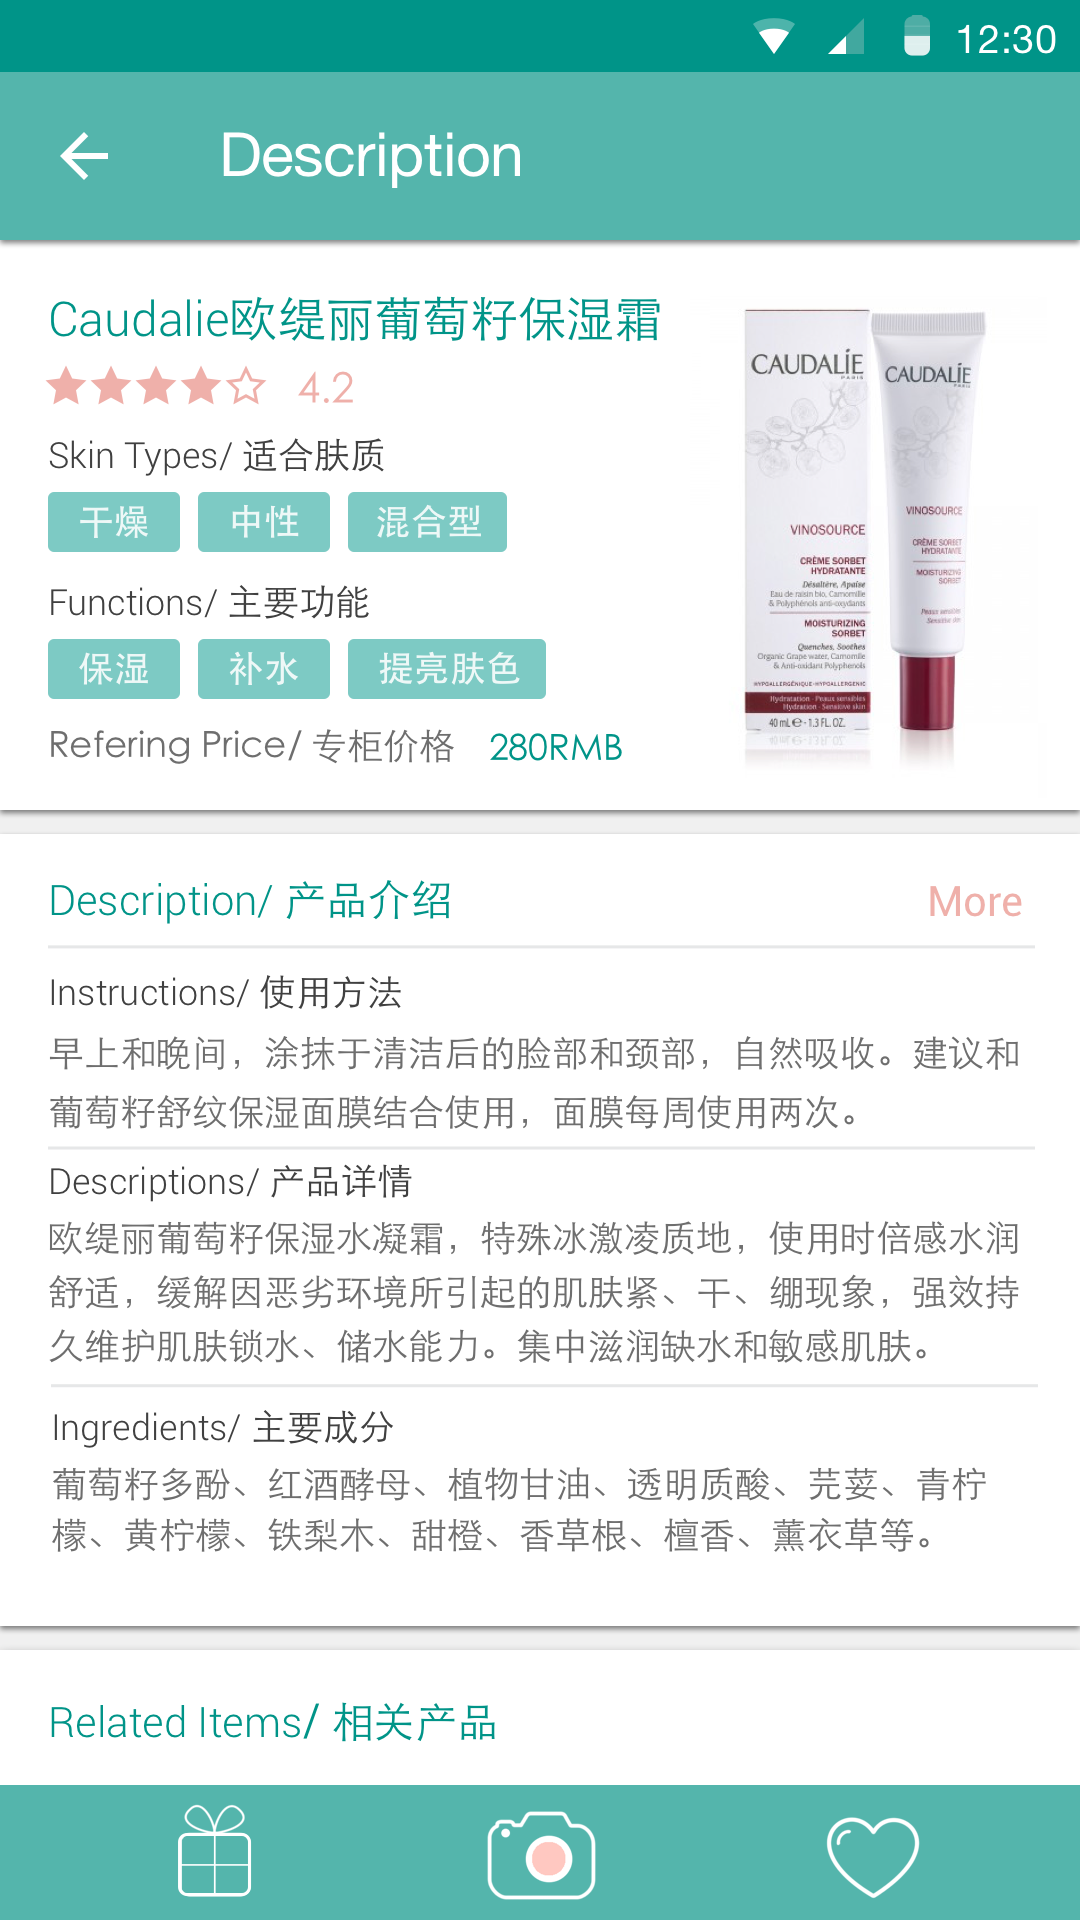 12:30
Description
Caudalie欧缇丽葡萄籽保湿霜
4.2
Skin Types/ 适合肤质
干燥 中性 混合型
Functions/ 主要功能
保湿 补水 提亮肤色
Refering Price/ 专柜价格 280RMB
CAUDALÍE
PARIS
VINOSOURCE
CRÈME SORBET
HYDRATANTE
Désaltère, Apaise
Eau de raisin bio, Camomille
& Polyphénols anti-oxydants
MOISTURIZING
SORBET
Quenches, Soothes
Organic Grape water, Camomile
& Anti-oxidant Polyphenols
HYPOALLERGÉNIQUE-HYPOALLERGENIC
Hydratation · Peaux sensibles
Hydration · Sensitive skin
40 mL e - 1.3 FL. OZ.
CAUDALÍE
PARIS
VINOSOURCE
CRÈME SORBET
HYDRATANTE
MOISTURIZING
SORBET
Peaux sensibles
Sensitive skin
Description/ 产品介绍
More
Instructions/ 使用方法
早上和晚间，涂抹于清洁后的脸部和颈部，自然吸收。建议和
葡萄籽舒纹保湿面膜结合使用，面膜每周使用两次。
Descriptions/ 产品详情
欧缇丽葡萄籽保湿水凝霜，特殊冰激凌质地，使用时倍感水润
舒适，缓解因恶劣环境所引起的肌肤紧、干、绷现象，强效持
久维护肌肤锁水、储水能力。集中滋润缺水和敏感肌肤。
Ingredients/ 主要成分
葡萄籽多酚、红酒酵母、植物甘油、透明质酸、芫荽、青柠
檬、黄柠檬、铁梨木、甜橙、香草根、檀香、薰衣草等。
Related Items/ 相关产品